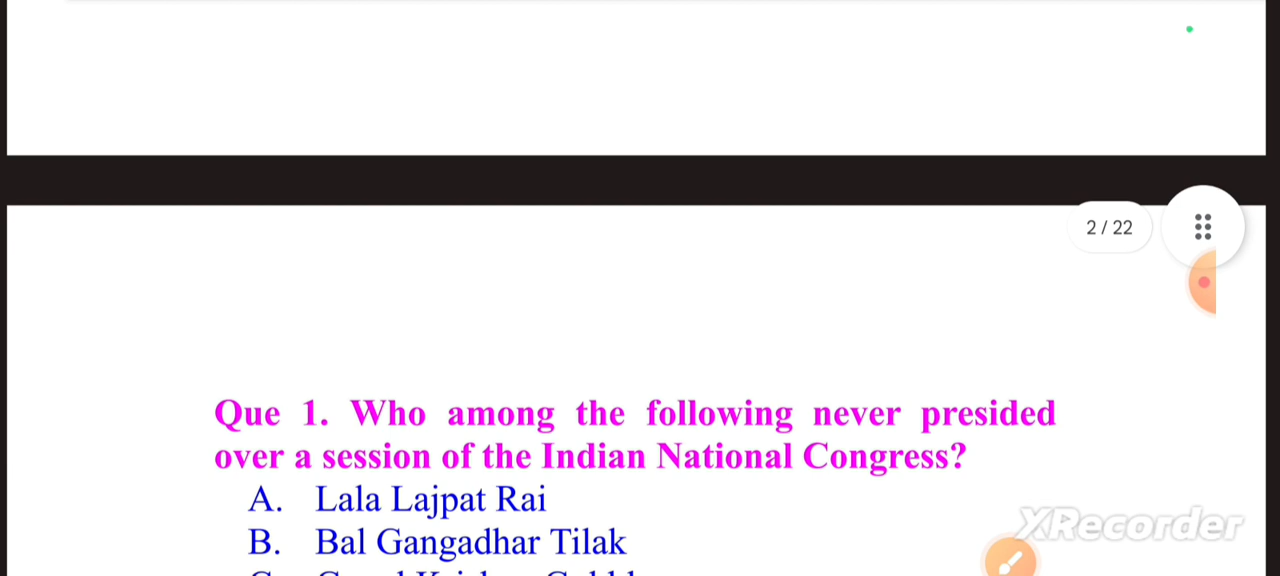 2 / 22
Que 1. Who among the following never presided
over a session of the Indian National Congress?
A. Lala Lajpat Rai
B. Bal Gangadhar Tilak
XRecorder